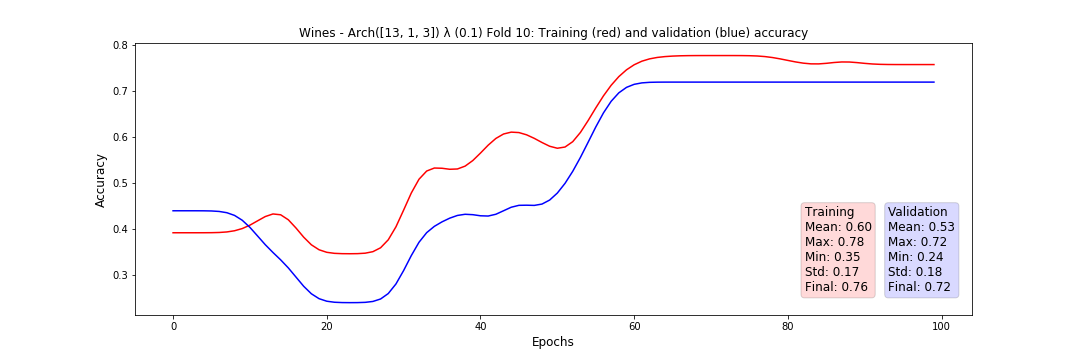 Wines - Arch([13, 1, 3]) λ (0.1) Fold 10: Training (red) and validation (blue) accuracy
0.8
0.7
0.6
0.5
0.4
0.3
Accuracy
Training
Mean: 0.60
Max: 0.78
Min: 0.35
Std: 0.17
Final: 0.76
Validation
Mean: 0.53
Max: 0.72
Min: 0.24
Std: 0.18
Final: 0.72
0 20 40 60 80 100
Epochs